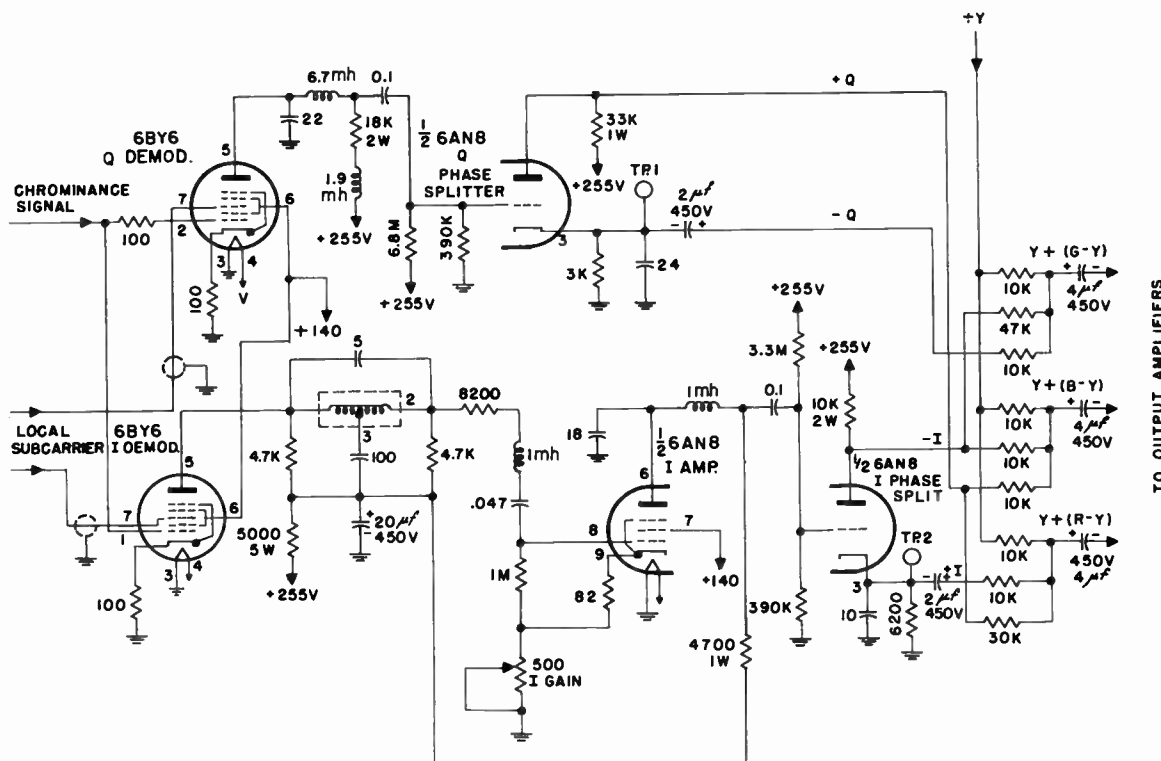 ÷Y
6.7mh
0.1
22
18K
2W
1.9
mh
+255V
6BY6
Q DEMOD.
5
7
6
2
3
4
V
CHROMINANCE
SIGNAL
100
100
+140
½ 6AN8
Q
PHASE
SPLITTER
6.8M
+255V
390K
33K
1W
+255V
TP.1
3
3K
24
2µf
450V
- +
+Q
-Q
LOCAL
SUBCARRIER
6BY6
I DEMOD.
5
7
1
6
3
4
100
5
2
3
100
4.7K
4.7K
5000
5W
+255V
+
20µf
- 450V
8200
1mh
.047
1M
82
500
I GAIN
18
½ 6AN8
I AMP.
6
8
9
7
+140
1mh
0.1
4700
1W
+255V
3.3M
390K
+255V
10K
2W
-I
½ 6AN8
I PHASE
SPLIT
3
10
TP.2
6200
- +
+I
2µf
450V
Y+(G-Y)
10K
47K
10K
+ -
4µf
450V
Y+(B-Y)
10K
10K
10K
+ -
4µf
450V
Y+(R-Y)
10K
10K
30K
+ -
450V
4µf
TO OUTPUT AMPLIFIERS